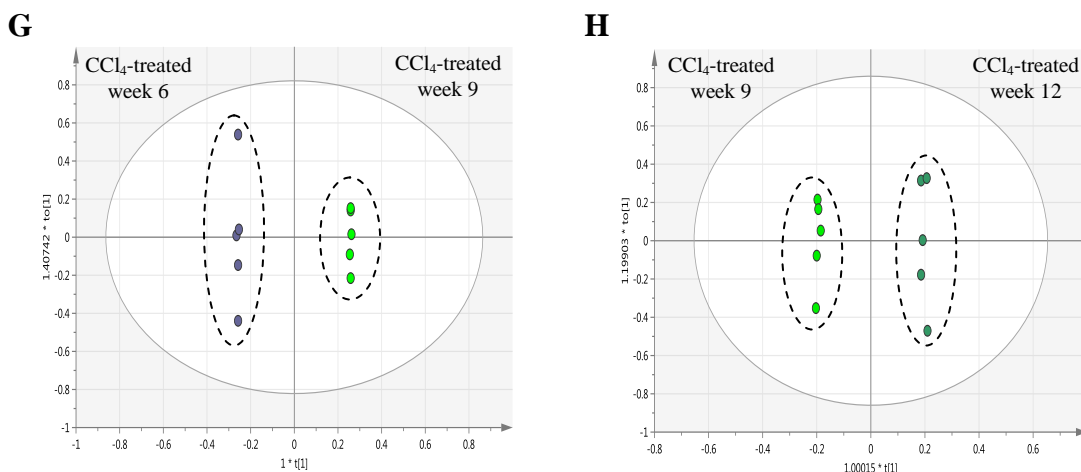 G
CCl₄-treated
week 6
CCl₄-treated
week 9
0.8
0.6
0.4
0.2
0
-0.2
-0.4
-0.6
-0.8
-1
1.40742 * to[1]
-1 -0.8 -0.6 -0.4 -0.2 0 0.2 0.4 0.6 0.8
1 * t[1]
H
CCl₄-treated
week 9
CCl₄-treated
week 12
0.8
0.6
0.4
0.2
0
-0.2
-0.4
-0.6
-0.8
-1
1.19903 * to[1]
-0.8 -0.6 -0.4 -0.2 0 0.2 0.4 0.6
1.00015 * t[1]